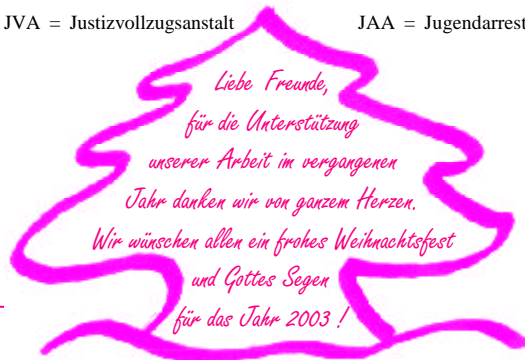 JVA = Justizvollzugsanstalt JAA = Jugendarrest
Liebe Freunde,
für die Unterstützung
unserer Arbeit im vergangenen
Jahr danken wir von ganzem Herzen.
Wir wünschen allen ein frohes Weihnachtsfest
und Gottes Segen
für das Jahr 2003 !